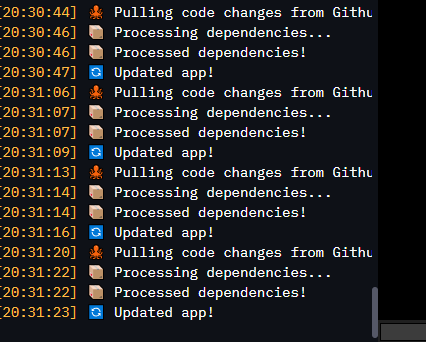 [20:30:44] 🐙 Pulling code changes from Githu
[20:30:46] 📦 Processing dependencies...
[20:30:46] 📦 Processed dependencies!
[20:30:47] 🔄 Updated app!
[20:31:06] 🐙 Pulling code changes from Githu
[20:31:07] 📦 Processing dependencies...
[20:31:07] 📦 Processed dependencies!
[20:31:09] 🔄 Updated app!
[20:31:13] 🐙 Pulling code changes from Githu
[20:31:14] 📦 Processing dependencies...
[20:31:14] 📦 Processed dependencies!
[20:31:16] 🔄 Updated app!
[20:31:20] 🐙 Pulling code changes from Githu
[20:31:22] 📦 Processing dependencies...
[20:31:22] 📦 Processed dependencies!
[20:31:23] 🔄 Updated app!